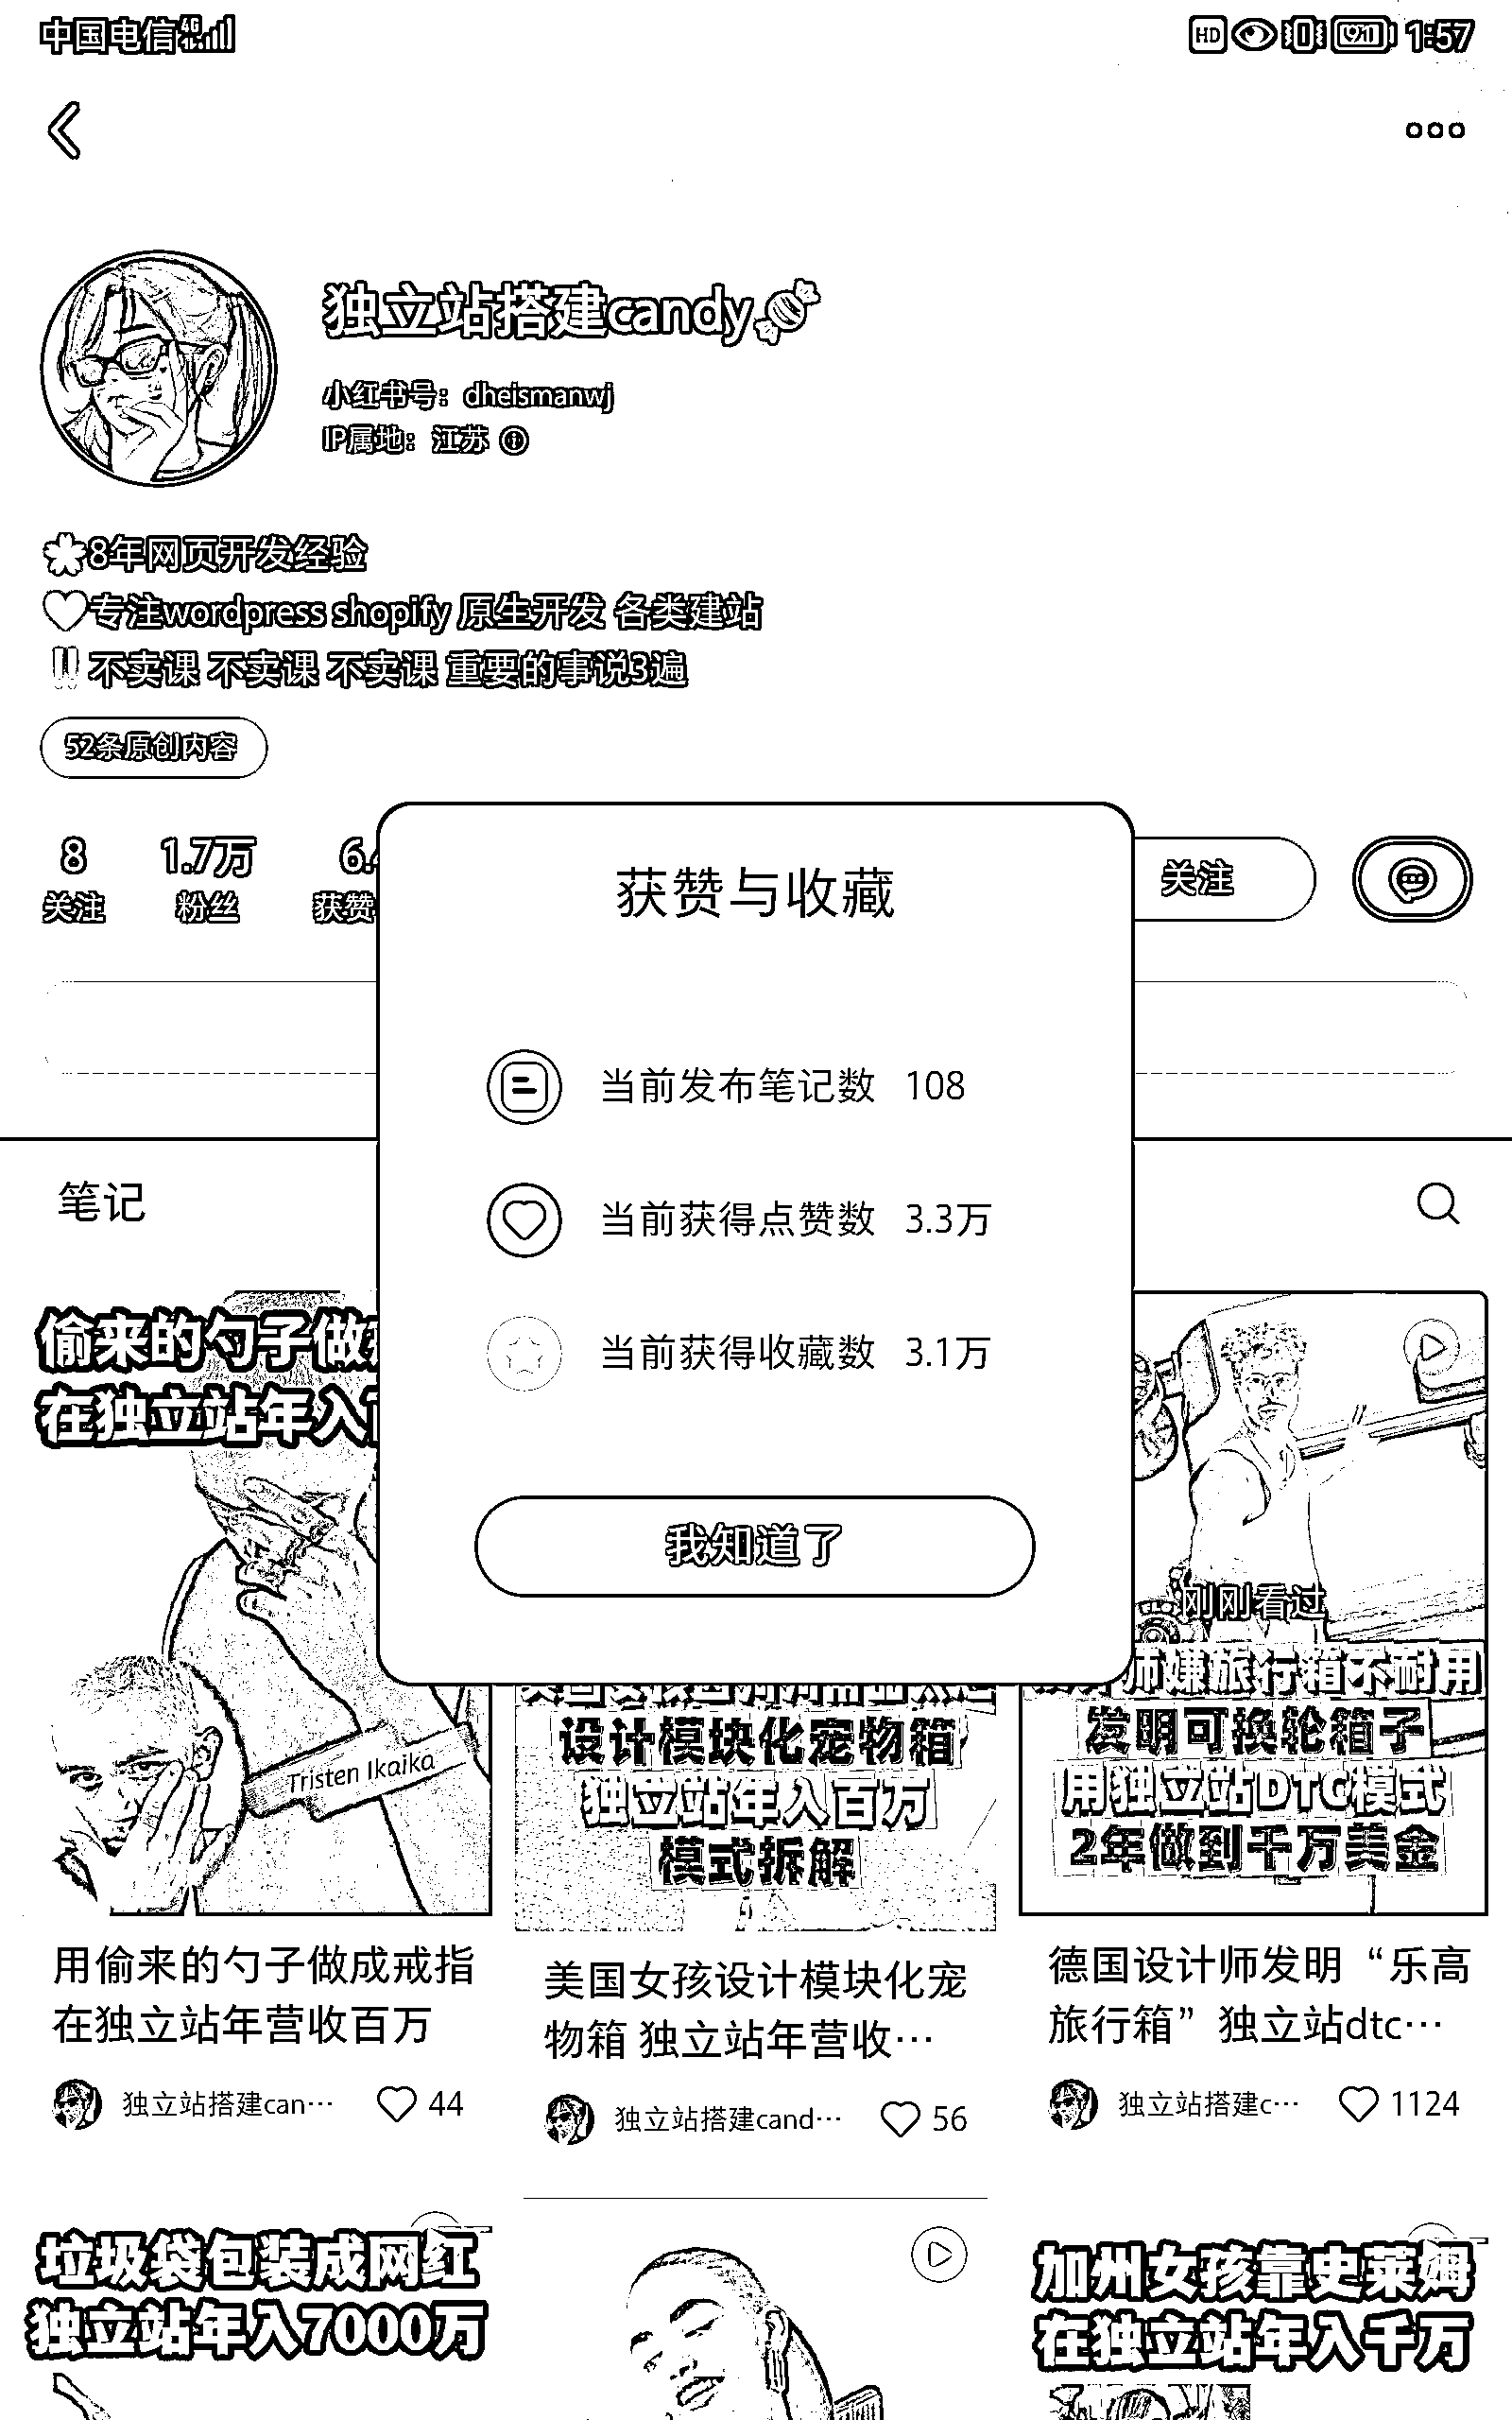 中国电信 4G
HD 1:57
独立站搭建candy
小红书号：dheismanwj
IP属地：江苏
8年网页开发经验
专注wordpress shopify 原生开发 各类建站
不卖课 不卖课 不卖课 重要的事说3遍
52条原创内容
8 关注
1.7万 粉丝
获赞
关注
获赞与收藏
当前发布笔记数 108
当前获得点赞数 3.3万
当前获得收藏数 3.1万
我知道了
笔记
偷来的勺子做
在独立站年入
Tristen Ikaika
用偷来的勺子做成戒指
在独立站年营收百万
独立站搭建can… 44
设计模块化宠物箱
独立站年入百万
模式拆解
美国女孩设计模块化宠
物箱 独立站年营收…
独立站搭建cand… 56
刚刚看过
师嫌旅行箱不耐用
发明可换轮箱子
用独立站DTC模式
2年做到千万美金
德国设计师发明“乐高
旅行箱”独立站dtc…
独立站搭建c… 1124
垃圾袋包装成网红
独立站年入7000万
加州女孩靠史莱姆
在独立站年入千万